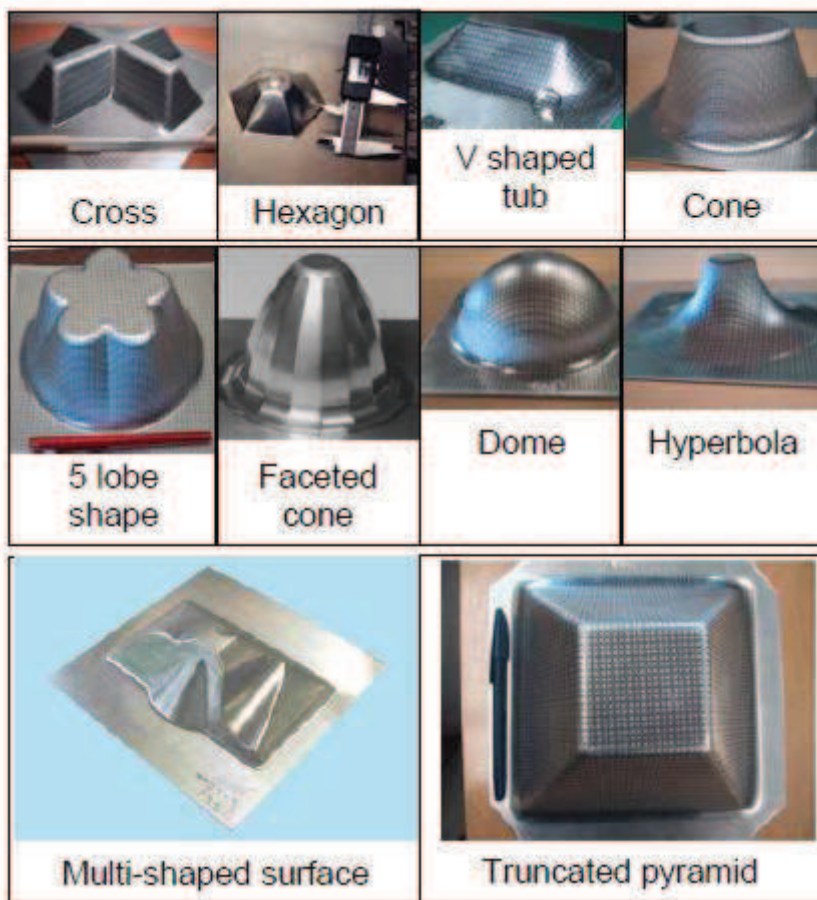 Cross
Hexagon
V shaped
tub
Cone
5 lobe
shape
Faceted
cone
Dome
Hyperbola
Multi-shaped surface
Truncated pyramid